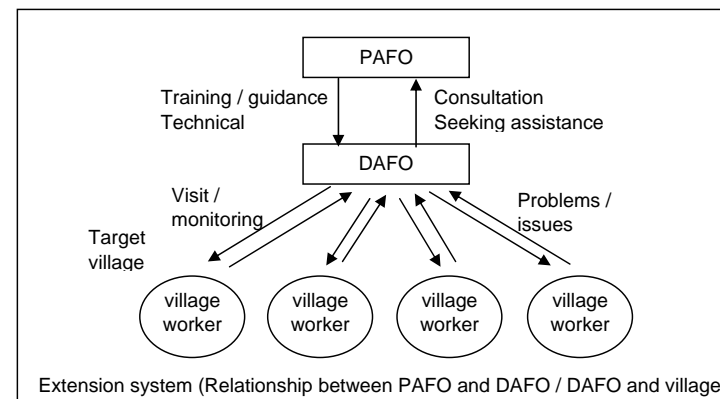 PAFO
Training / guidance
Technical
Consultation
Seeking assistance
DAFO
Visit /
monitoring
Problems /
issues
Target
village
village
worker
village
worker
village
worker
village
worker
Extension system (Relationship between PAFO and DAFO / DAFO and village